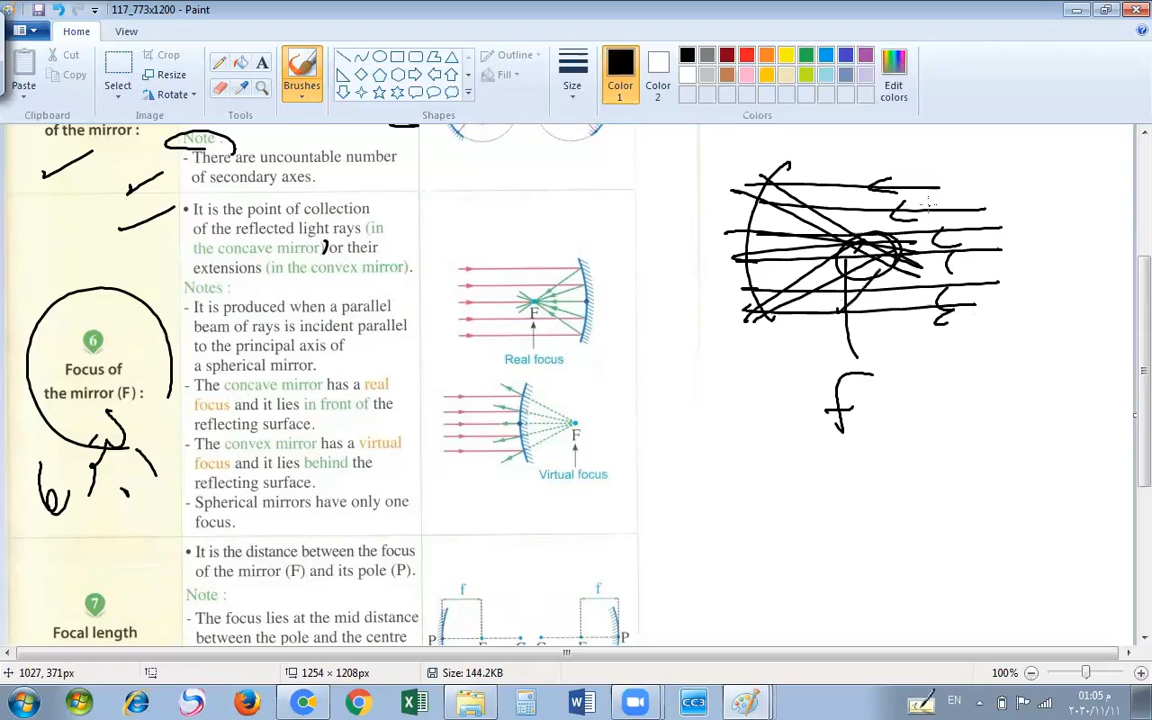 117_773x1200 - Paint
Home
View
Paste
Cut
Copy
Select
Crop
Resize
Rotate
Brushes
Outline
Fill
Size
Color 1
Color 2
Edit colors
Clipboard
Image
Tools
Shapes
Colors
of the mirror :
Note :
- There are uncountable number
of secondary axes.
6
Focus of
the mirror (F) :
• It is the point of collection
of the reflected light rays (in
the concave mirror) or their
extensions (in the convex mirror).
Notes :
- It is produced when a parallel
beam of rays is incident parallel
to the principal axis of
a spherical mirror.
- The concave mirror has a real
focus and it lies in front of the
reflecting surface.
- The convex mirror has a virtual
focus and it lies behind the
reflecting surface.
- Spherical mirrors have only one
focus.
F
Real focus
F
Virtual focus
f
7
Focal length
• It is the distance between the focus
of the mirror (F) and its pole (P).
Note :
- The focus lies at the mid distance
between the pole and the centre
f
f
P
P
1027, 371px
1254 × 1208px
Size: 144.2KB
100%
EN
01:05 م
٢٠٢٠/١١/١١